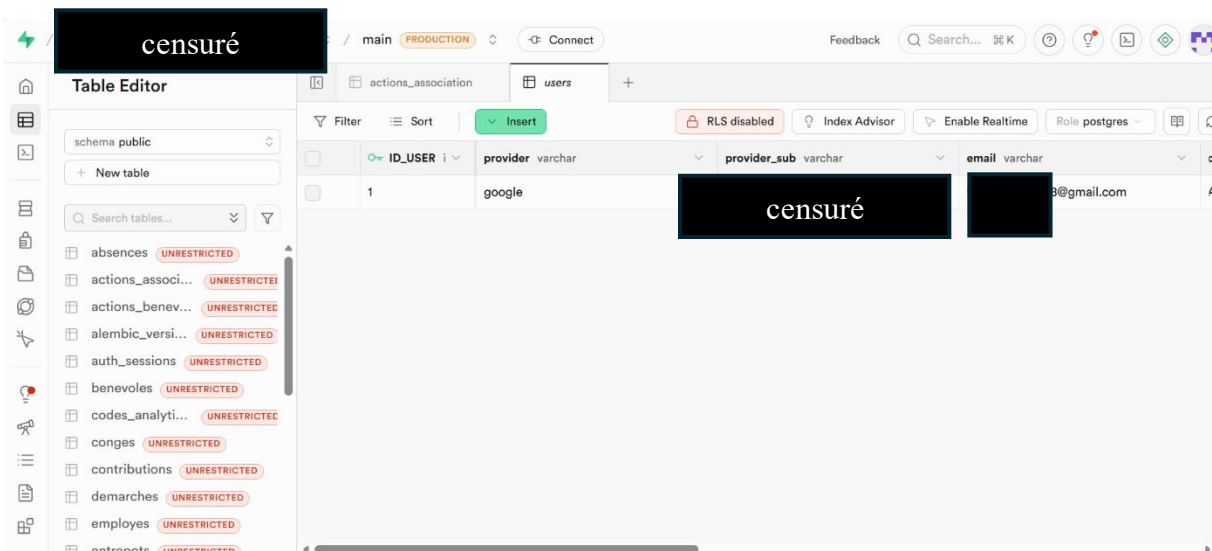 censuré
main PRODUCTION Connect Feedback Search... ⌘ K
Table Editor
actions_association users +
Filter Sort Insert RLS disabled Index Advisor Enable Realtime Role postgres
schema public
+ New table
Search tables...
ID_USER i provider varchar provider_sub varchar email varchar
1 google censuré 3@gmail.com
absences UNRESTRICTED
actions_associ... UNRESTRICTED
actions_benev... UNRESTRICTED
alembic_versi... UNRESTRICTED
auth_sessions UNRESTRICTED
benevoles UNRESTRICTED
codes_analyti... UNRESTRICTED
conges UNRESTRICTED
contributions UNRESTRICTED
demarches UNRESTRICTED
employes UNRESTRICTED
entrepots UNRESTRICTED